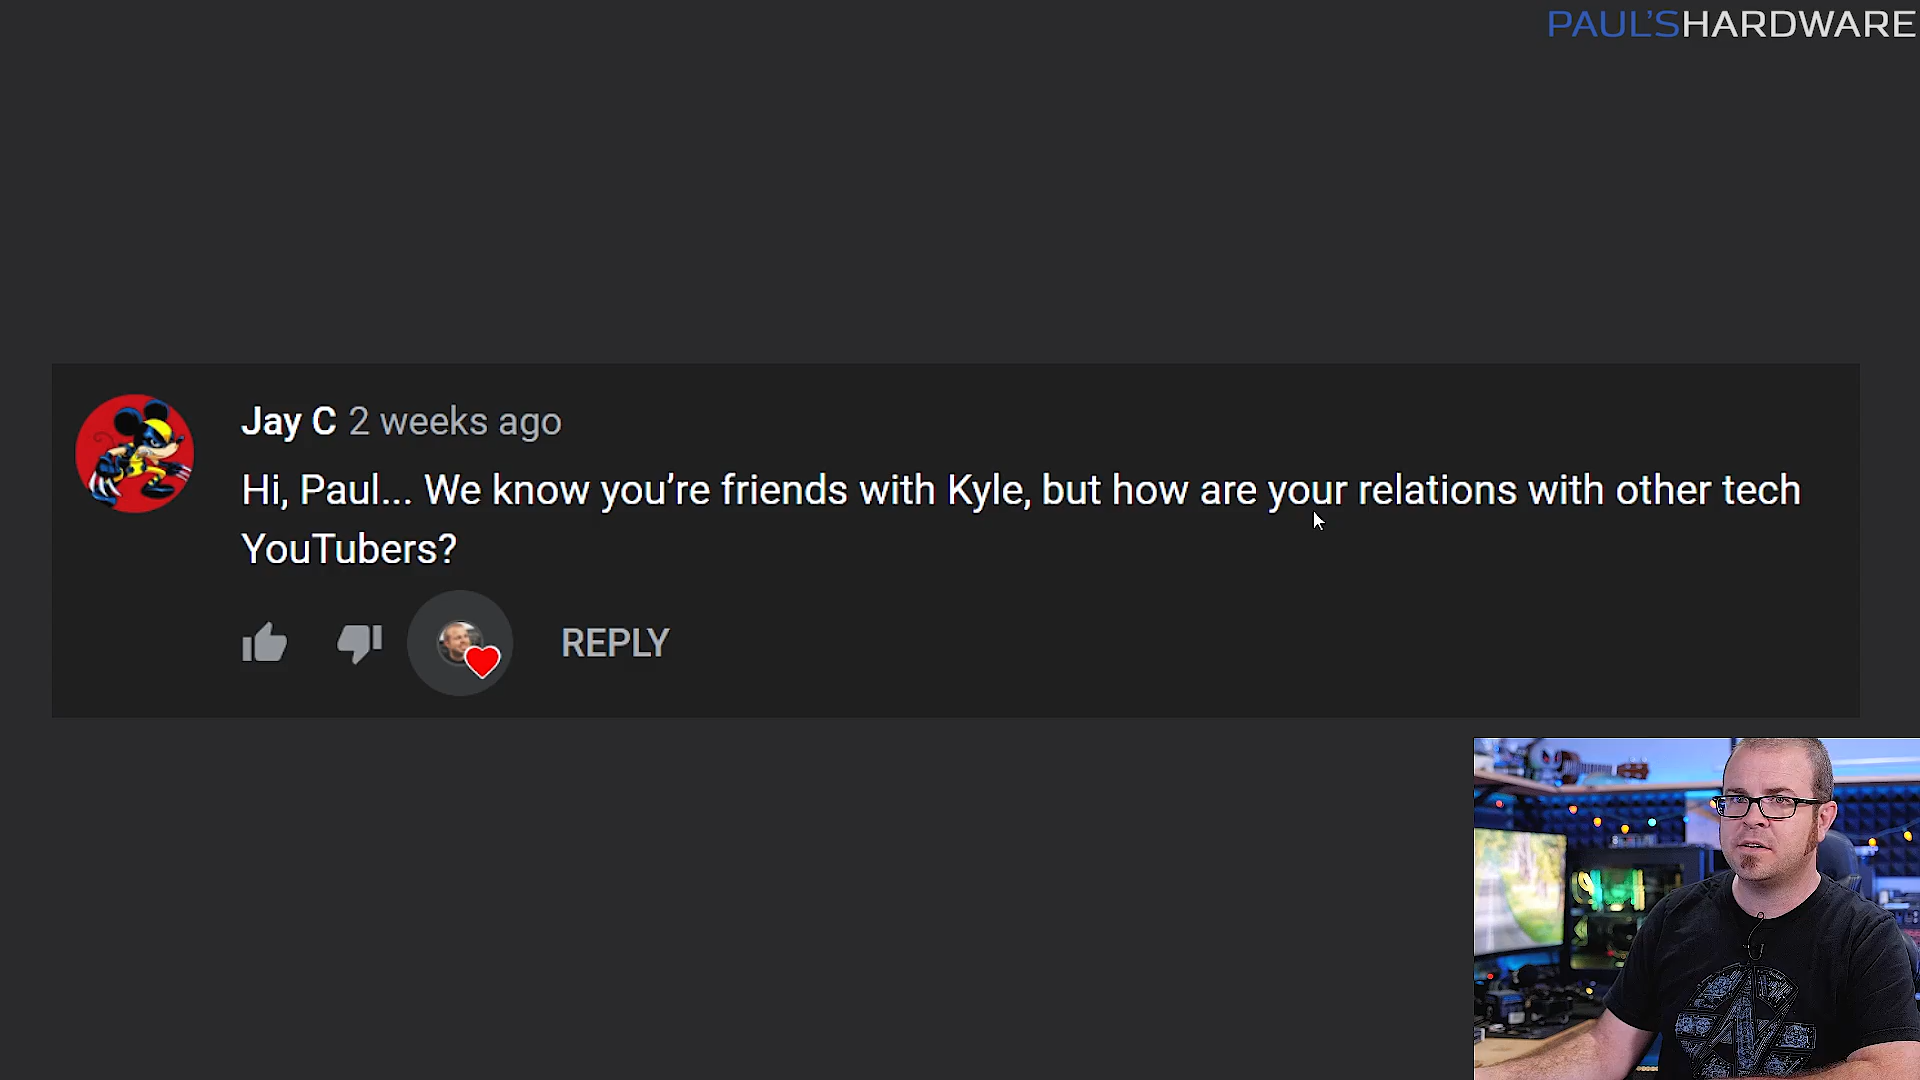 PAUL'SHARDWARE
Jay C 2 weeks ago
Hi, Paul... We know you’re friends with Kyle, but how are your relations with other tech
YouTubers?
REPLY